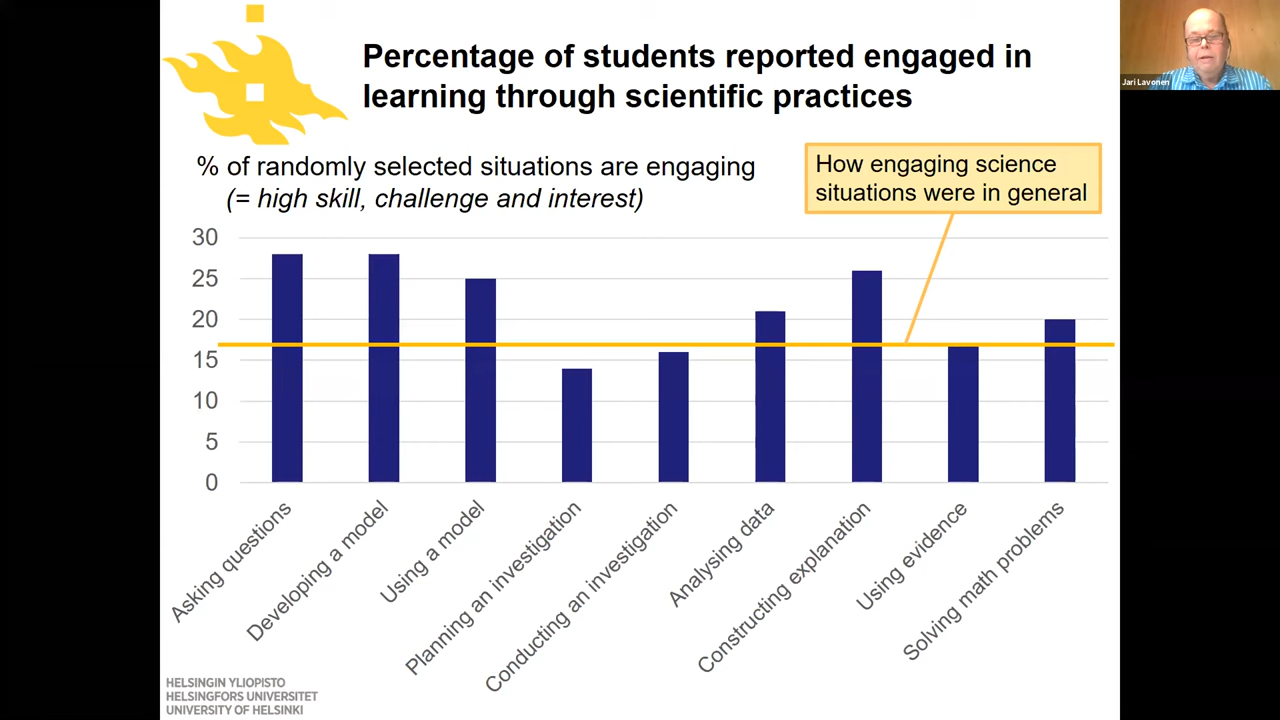 Percentage of students reported engaged in
learning through scientific practices
Jari Lavonen
% of randomly selected situations are engaging
(= high skill, challenge and interest)
How engaging science
situations were in general
30
25
20
15
10
5
0
Asking questions
Developing a model
Using a model
Planning an investigation
Conducting an investigation
Analysing data
Constructing explanation
Using evidence
Solving math problems
HELSINGIN YLIOPISTO
HELSINGFORS UNIVERSITET
UNIVERSITY OF HELSINKI